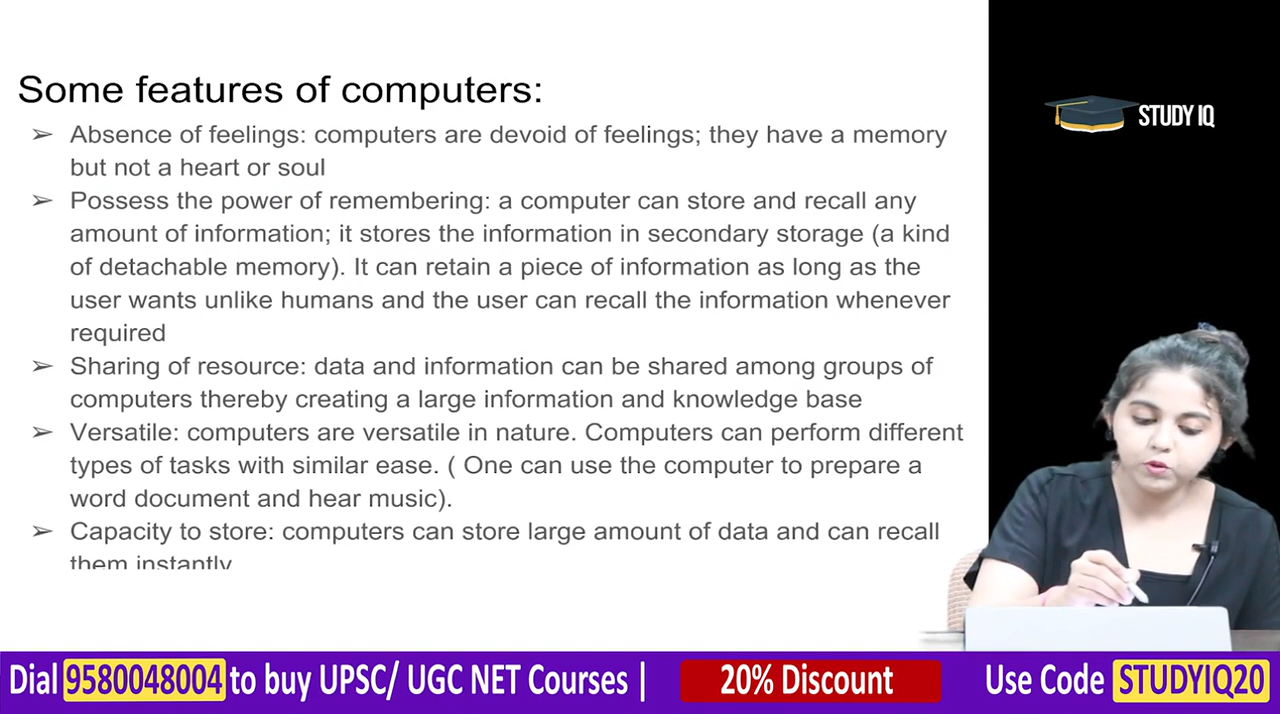 Some features of computers:
➢ Absence of feelings: computers are devoid of feelings; they have a memory
but not a heart or soul
➢ Possess the power of remembering: a computer can store and recall any
amount of information; it stores the information in secondary storage (a kind
of detachable memory). It can retain a piece of information as long as the
user wants unlike humans and the user can recall the information whenever
required
➢ Sharing of resource: data and information can be shared among groups of
computers thereby creating a large information and knowledge base
➢ Versatile: computers are versatile in nature. Computers can perform different
types of tasks with similar ease. ( One can use the computer to prepare a
word document and hear music).
➢ Capacity to store: computers can store large amount of data and can recall
them instantly
STUDY IQ
Dial 9580048004 to buy UPSC/ UGC NET Courses | 20% Discount Use Code STUDYIQ20